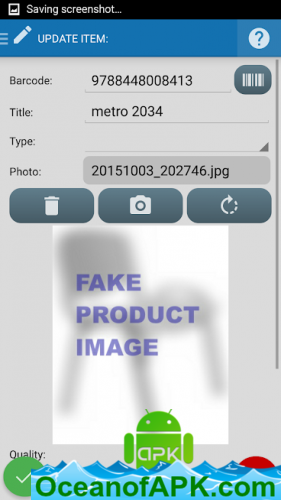 Saving screenshot...
UPDATE ITEM:
?
Barcode: 9788448008413
Title: metro 2034
Type:
Photo: 20151003_202746.jpg
FAKE
PRODUCT
IMAGE
Quality:
APK
OceanofAPK.com